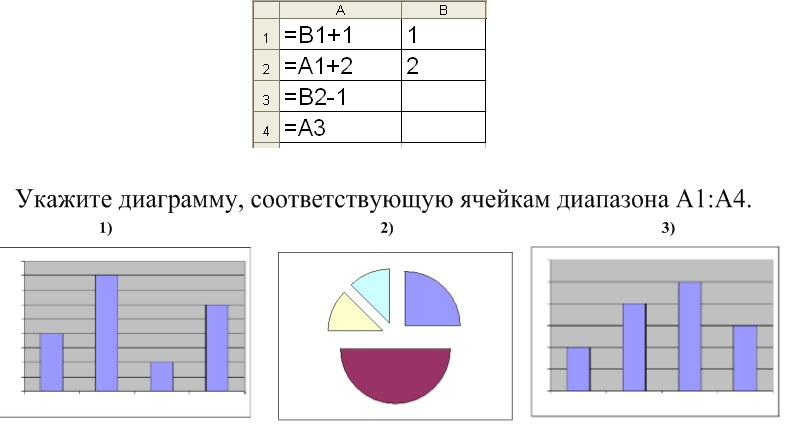 A B
1 =B1+1 1
2 =A1+2 2
3 =B2-1
4 =A3
Укажите диаграмму, соответствующую ячейкам диапазона A1:A4.
1) 2) 3)